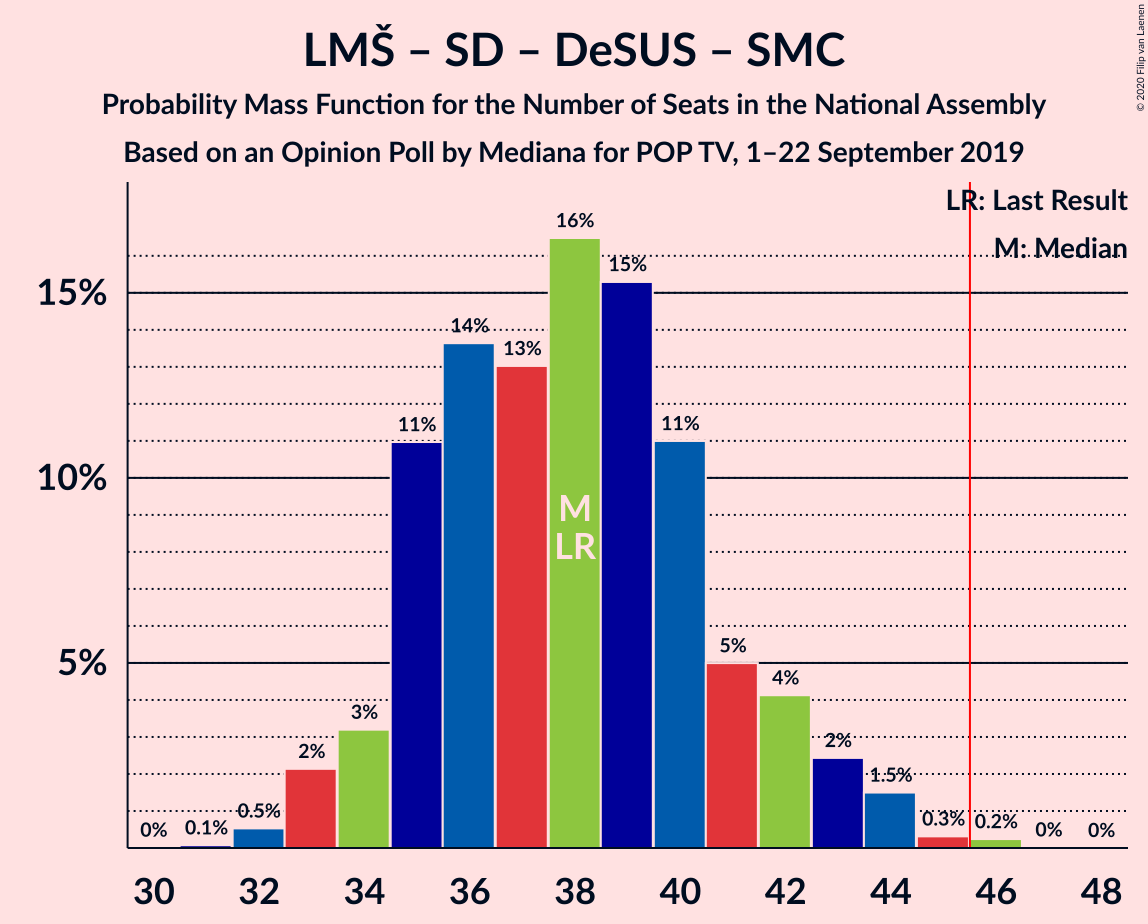 LMŠ – SD – DeSUS – SMC
Probability Mass Function for the Number of Seats in the National Assembly
Based on an Opinion Poll by Mediana for POP TV, 1–22 September 2019
© 2020 Filip van Laenen
LR: Last Result
M: Median
15%
10%
5%
0%
0.1%
0.5%
2%
3%
11%
14%
13%
16%
15%
11%
5%
4%
2%
1.5%
0.3%
0.2%
0%
0%
M
LR
30 32 34 36 38 40 42 44 46 48